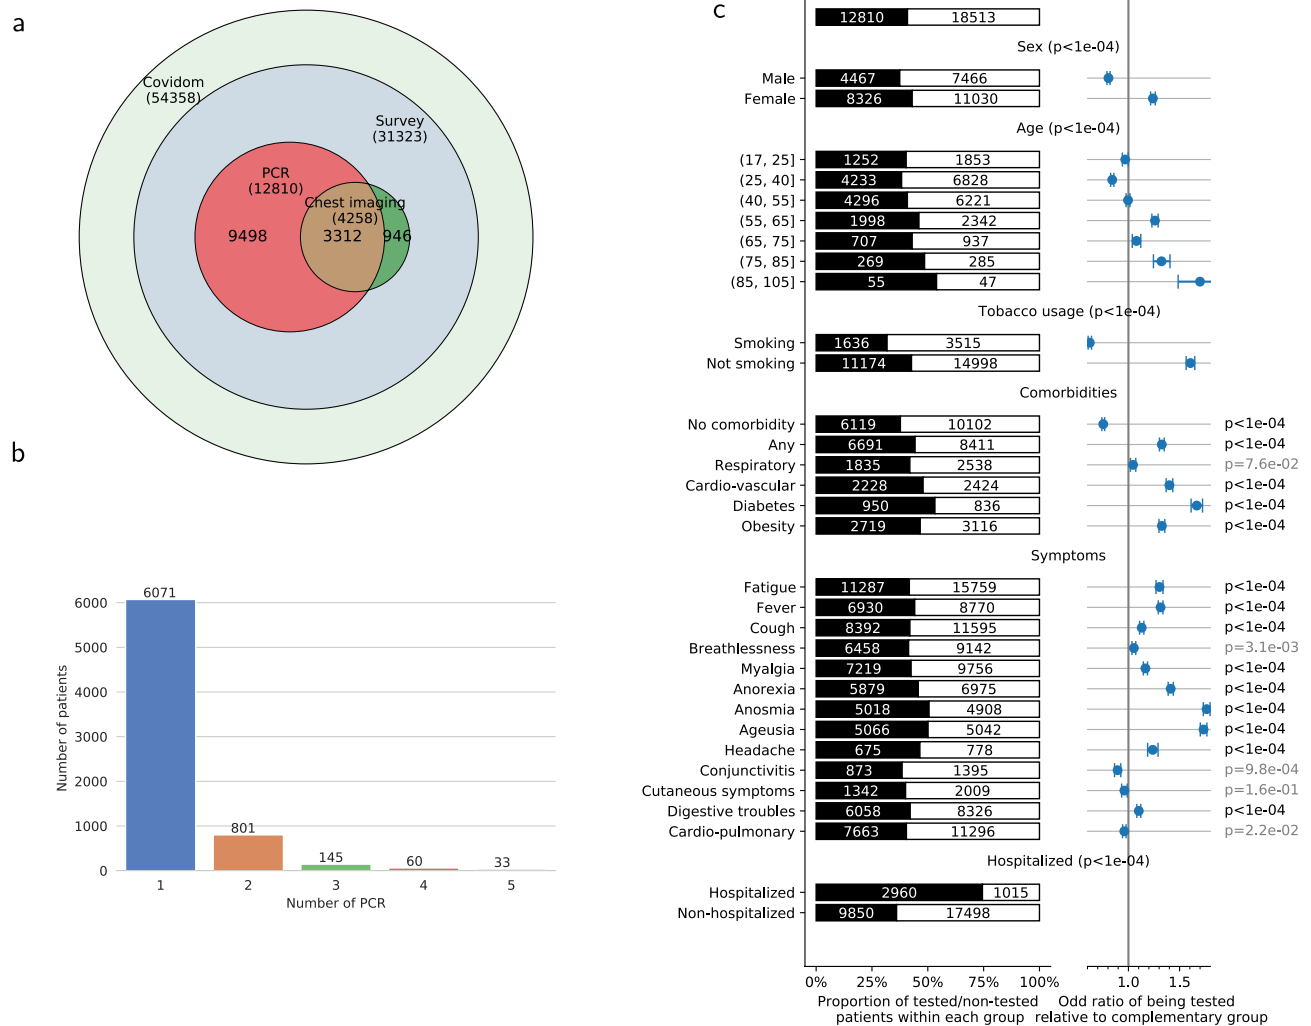 a
Covidom
(54358)
Survey
(31323)
PCR
(12810)
Chest imaging
(4258)
9498
3312
946
b
6071
801
145
60
33
Number of patients
6000
5000
4000
3000
2000
1000
0
1 2 3 4 5
Number of PCR
c
12810 18513
Sex (p<1e-04)
Male 4467 7466
Female 8326 11030
Age (p<1e-04)
(17, 25] 1252 1853
(25, 40] 4233 6828
(40, 55] 4296 6221
(55, 65] 1998 2342
(65, 75] 707 937
(75, 85] 269 285
(85, 105] 55 47
Tobacco usage (p<1e-04)
Smoking 1636 3515
Not smoking 11174 14998
Comorbidities
No comorbidity 6119 10102 p<1e-04
Any 6691 8411 p<1e-04
Respiratory 1835 2538 p=7.6e-02
Cardio-vascular 2228 2424 p<1e-04
Diabetes 950 836 p<1e-04
Obesity 2719 3116 p<1e-04
Symptoms
Fatigue 11287 15759 p<1e-04
Fever 6930 8770 p<1e-04
Cough 8392 11595 p<1e-04
Breathlessness 6458 9142 p=3.1e-03
Myalgia 7219 9756 p<1e-04
Anorexia 5879 6975 p<1e-04
Anosmia 5018 4908 p<1e-04
Ageusia 5066 5042 p<1e-04
Headache 675 778 p<1e-04
Conjunctivitis 873 1395 p=9.8e-04
Cutaneous symptoms 1342 2009 p=1.6e-01
Digestive troubles 6058 8326 p<1e-04
Cardio-pulmonary 7663 11296 p=2.2e-02
Hospitalized (p<1e-04)
Hospitalized 2960 1015
Non-hospitalized 9850 17498
0% 25% 50% 75% 100%
Proportion of tested/non-tested
patients within each group
1.0 1.5
Odd ratio of being tested
relative to complementary group